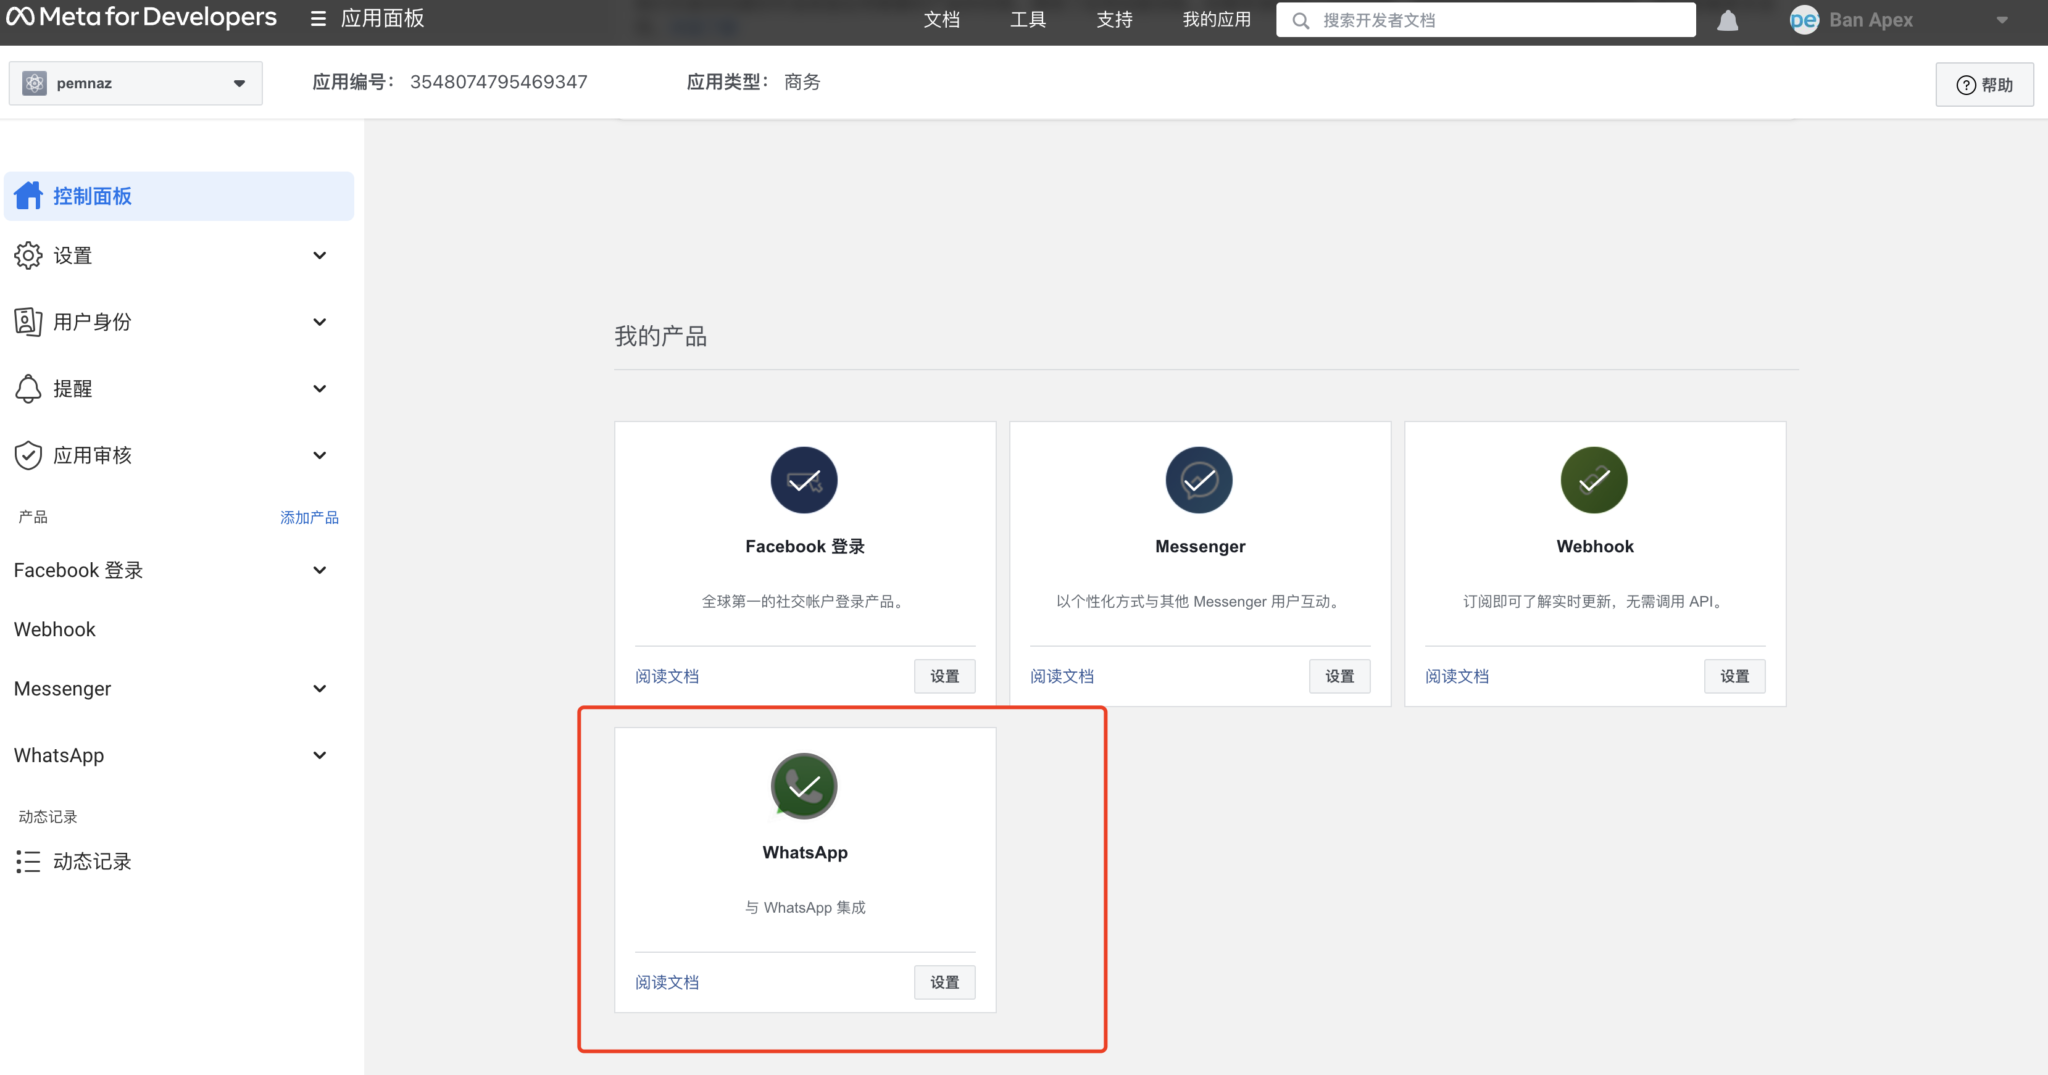 Meta for Developers
应用面板
文档
工具
支持
我的应用
搜索开发者文档
pe
Ban Apex
pemnaz
应用编号： 3548074795469347
应用类型： 商务
帮助
控制面板
设置
用户身份
提醒
应用审核
产品
添加产品
Facebook 登录
Webhook
Messenger
WhatsApp
动态记录
动态记录
我的产品
Facebook 登录
全球第一的社交帐户登录产品。
阅读文档
设置
Messenger
以个性化方式与其他 Messenger 用户互动。
阅读文档
设置
Webhook
订阅即可了解实时更新，无需调用 API。
阅读文档
设置
WhatsApp
与 WhatsApp 集成
阅读文档
设置